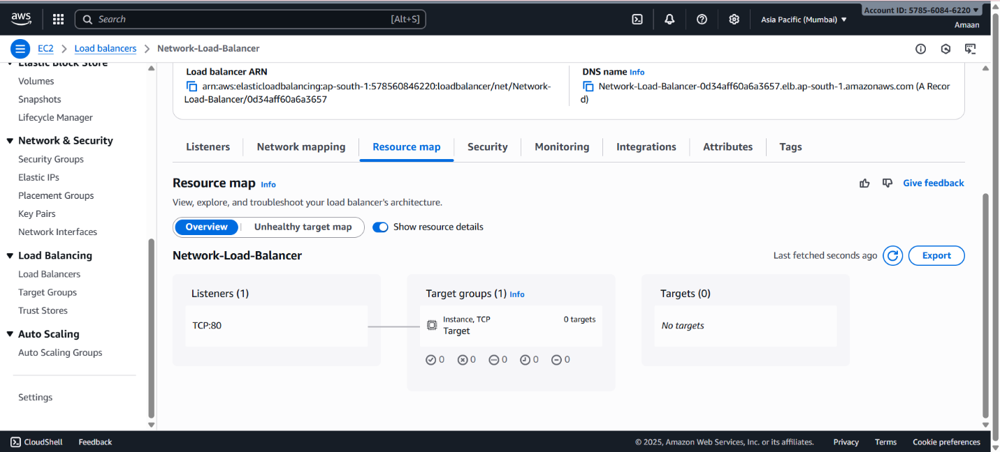 aws
Search [Alt+S]
Asia Pacific (Mumbai)
Account ID: 5785-6084-6220
Amaan
EC2 > Load balancers > Network-Load-Balancer
Elastic Block Store
Volumes
Snapshots
Lifecycle Manager
Network & Security
Security Groups
Elastic IPs
Placement Groups
Key Pairs
Network Interfaces
Load Balancing
Load Balancers
Target Groups
Trust Stores
Auto Scaling
Auto Scaling Groups
Settings
Load balancer ARN
arn:aws:elasticloadbalancing:ap-south-1:578560846220:loadbalancer/net/Network-
Load-Balancer/0d34aff60a6a3657
DNS name Info
Network-Load-Balancer-0d34aff60a6a3657.elb.ap-south-1.amazonaws.com (A Recor
d)
Listeners Network mapping Resource map Security Monitoring Integrations Attributes Tags
Resource map Info
Give feedback
View, explore, and troubleshoot your load balancer's architecture.
Overview Unhealthy target map Show resource details
Network-Load-Balancer
Last fetched seconds ago Export
Listeners (1)
TCP:80
Target groups (1) Info
Instance, TCP 0 targets
Target
0 0 0 0 0
Targets (0)
No targets
CloudShell Feedback © 2025, Amazon Web Services, Inc. or its affiliates. Privacy Terms Cookie preferences